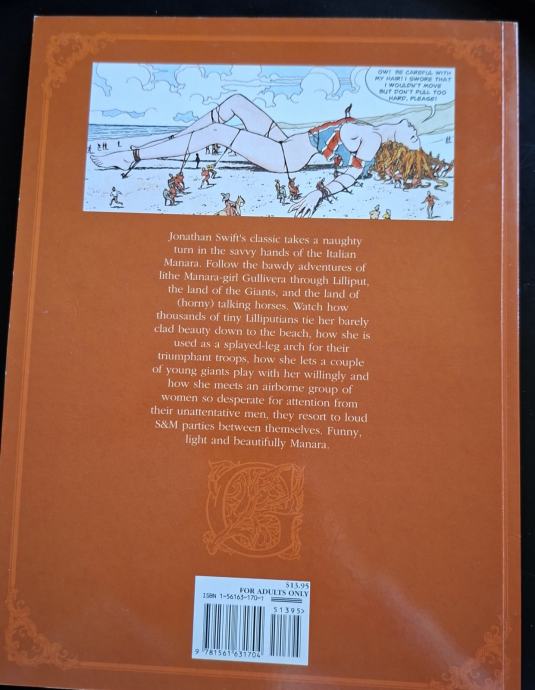 OW! BE CAREFUL WITH
MY HAIR! I SWORE THAT
I WOULDN'T MOVE
BUT DON'T PULL TOO
HARD, PLEASE!
Jonathan Swift's classic takes a naughty
turn in the savvy hands of the Italian
Manara. Follow the bawdy adventures of
lithe Manara-girl Gullivera through Lilliput,
the land of the Giants, and the land of
(horny) talking horses. Watch how
thousands of tiny Lilliputians tie her barely
clad beauty down to the beach, how she is
used as a splayed-leg arch for their
triumphant troops, how she lets a couple
of young giants play with her willingly and
how she meets an airborne group of
women so desperate for attention from
their unattentative men, they resort to loud
S&M parties between themselves. Funny,
light and beautifully Manara.
G
$13.95
FOR ADULTS ONLY
ISBN 1-56163-170-1
51395>
9 781561 631704